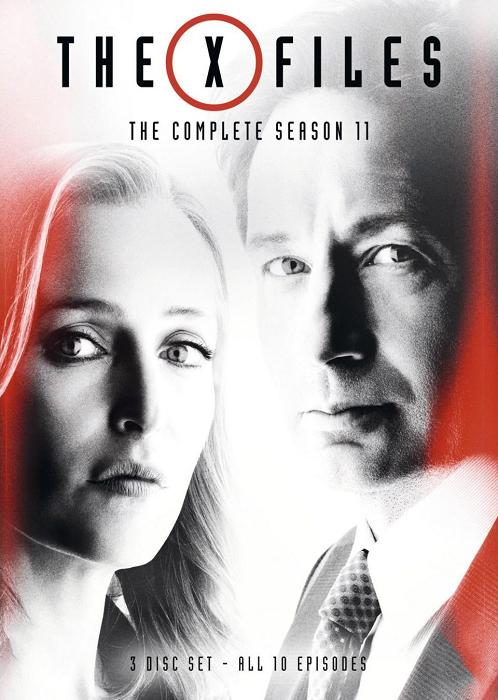 THE X FILES
THE COMPLETE SEASON 11
3 DISC SET - ALL 10 EPISODES